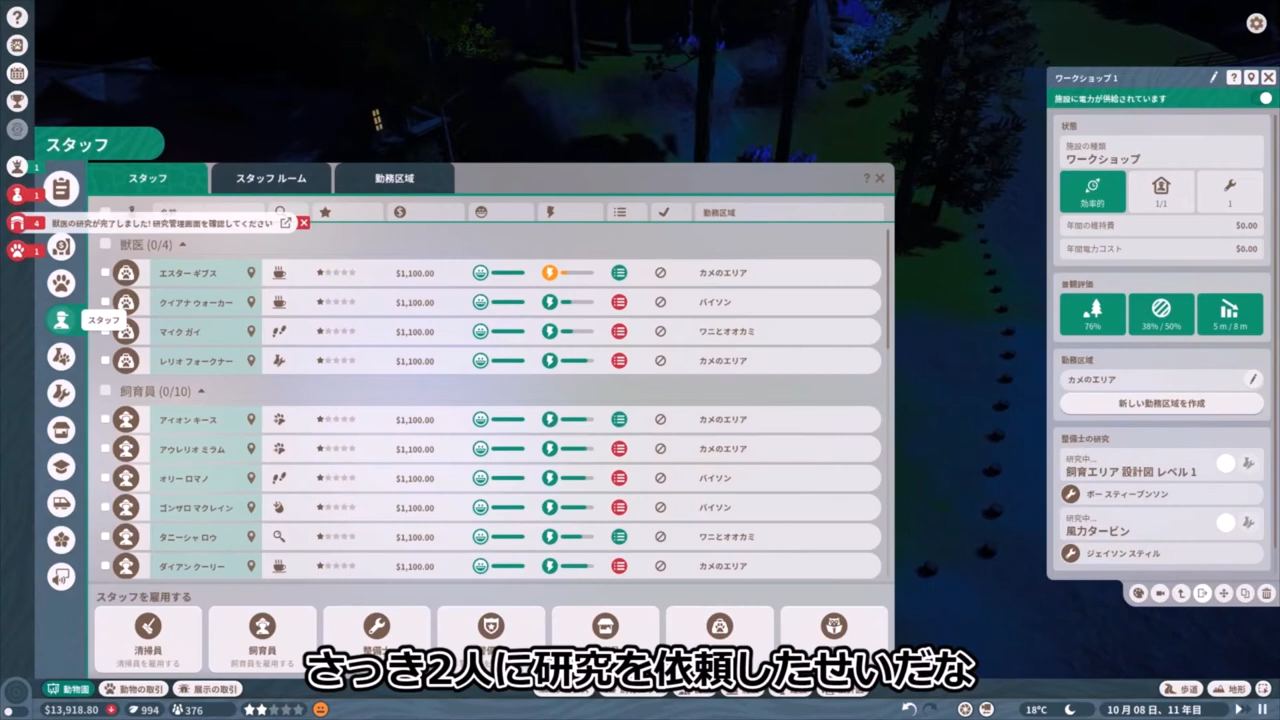 スタッフ
スタッフ
スタッフ ルーム
勤務区域
勤務区域
1
1
4
1
獣医の研究が完了しました! 研究管理画面を確認してください
獣医 (0/4)
エスター ギブス
$1,100.00
カメのエリア
クイアナ ウォーカー
$1,100.00
バイソン
マイク ガイ
$1,100.00
ワニとオオカミ
レリオ フォークナー
$1,100.00
カメのエリア
スタッフ
飼育員 (0/10)
アイオン キース
$1,100.00
カメのエリア
アウレリオ ミラム
$1,100.00
カメのエリア
オリー ロマノ
$1,100.00
バイソン
ゴンザロ マクレイン
$1,100.00
バイソン
タニーシャ ロウ
$1,100.00
ワニとオオカミ
ダイアン クーリー
$1,100.00
カメのエリア
スタッフを雇用する
清掃員
清掃員を雇用する
飼育員
飼育員を雇用する
さっき2人に研究を依頼したせいだな
ワークショップ 1
施設に電力が供給されています
状態
施設の種類
ワークショップ
効率的
1/1
1
年間の維持費
$0.00
年間電力コスト
$0.00
景観評価
76%
38% / 50%
5 m / 8 m
勤務区域
カメのエリア
新しい勤務区域を作成
整備士の研究
研究中...
飼育エリア 設計図 レベル 1
ボー スティーブンソン
研究中...
風力タービン
ジェイソン スティル
動物園
動物の取引
展示の取引
歩道
地形
$13,918.80
994
376
18°C
10 月 08 日、11 年目